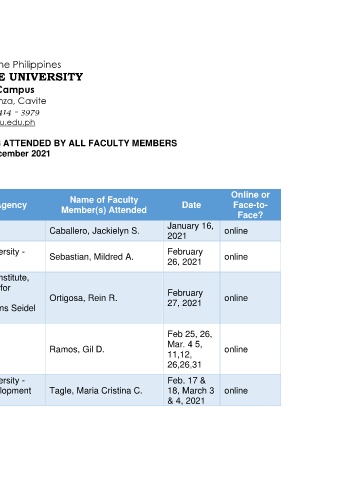 he Philippines
E UNIVERSITY
Campus
nza, Cavite
414 - 3979
u.edu.ph
S ATTENDED BY ALL FACULTY MEMBERS
cember 2021
Agency
Name of Faculty
Member(s) Attended
Date
Online or
Face-to-
Face?
Caballero, Jackielyn S.
January 16,
2021
online
ersity -
Sebastian, Mildred A.
February
26, 2021
online
nstitute,
for
ns Seidel
Ortigosa, Rein R.
February
27, 2021
online
Ramos, Gil D.
Feb 25, 26,
Mar. 4 5,
11,12,
26,26,31
online
ersity -
lopment
Tagle, Maria Cristina C.
Feb. 17 &
18, March 3
& 4, 2021
online